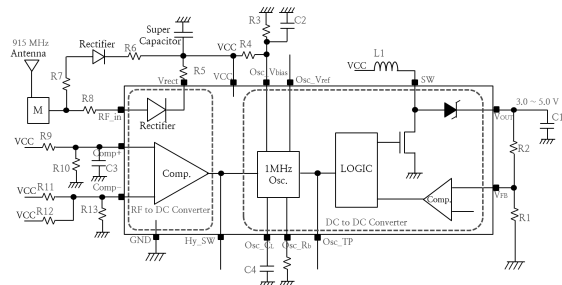 R3
C2
Super
Capacitor
915 MHz
Antenna
Rectifier
R6
VCC
R4
L1
VCC
R7
R5
VCC
Osc_Vbias
Osc_Vref
SW
Vrect
M
R8
RF_in
Rectifier
3,0 ~ 5,0 V
VOUT
C1
R9
VCC
Comp+
R10
C3
Comp.
1MHz
Osc.
LOGIC
R2
R11
VCC
Comp−
R12
VCC
R13
RF to DC Converter
Comp.
VFB
DC to DC Converter
R1
GND
Hy_SW
Osc_CL
Osc_Rb
Osc_TP
C4